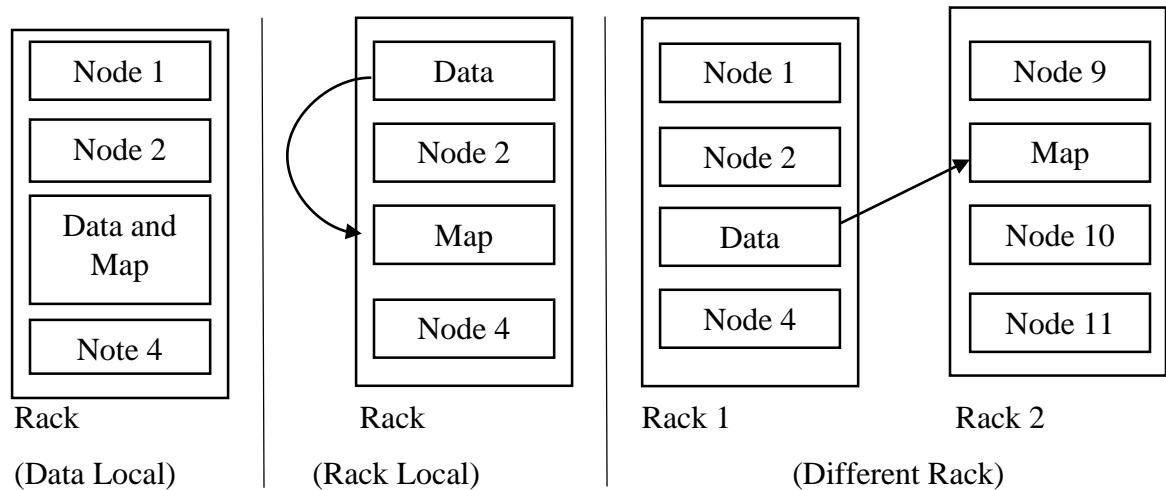 Node 1
Node 2
Data and
Map
Note 4
Rack
(Data Local)
Data
Node 2
Map
Node 4
Rack
(Rack Local)
Node 1
Node 2
Data
Node 4
Rack 1
Node 9
Map
Node 10
Node 11
Rack 2
(Different Rack)